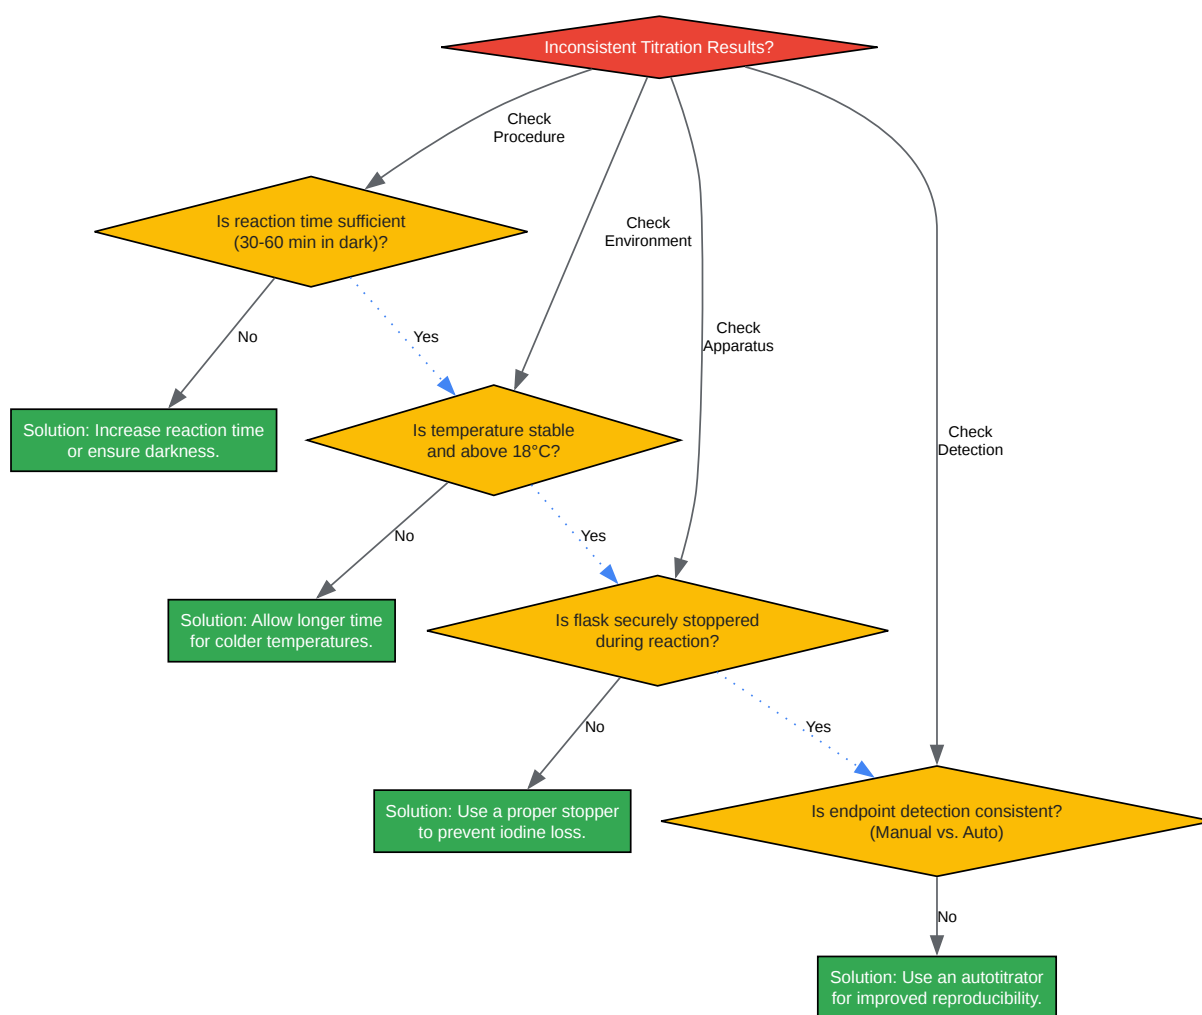 Inconsistent Titration Results?
Check
Procedure
Is reaction time sufficient
(30-60 min in dark)?
Check
Environment
Check
Apparatus
No
Yes
Solution: Increase reaction time
or ensure darkness.
Is temperature stable
and above 18°C?
Check
Detection
No
Yes
Solution: Allow longer time
for colder temperatures.
Is flask securely stoppered
during reaction?
No
Yes
Solution: Use a proper stopper
to prevent iodine loss.
Is endpoint detection consistent?
(Manual vs. Auto)
No
Solution: Use an autotitrator
for improved reproducibility.